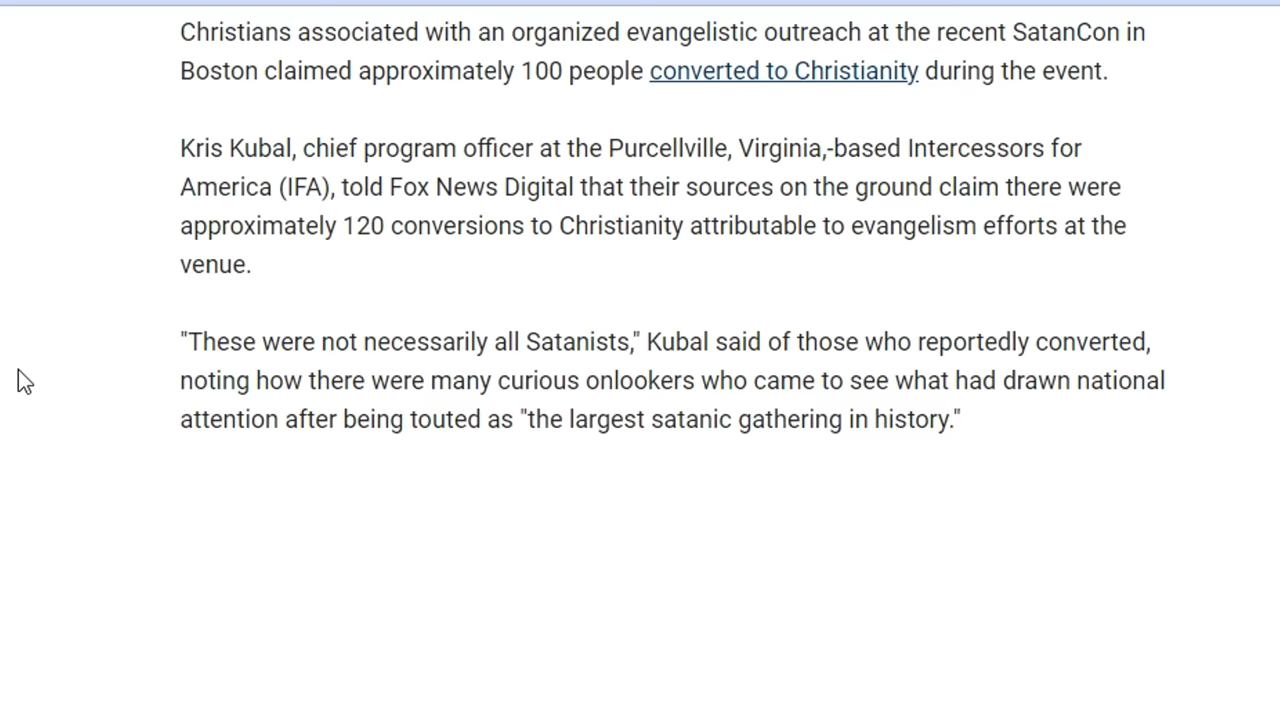 Christians associated with an organized evangelistic outreach at the recent SatanCon in
Boston claimed approximately 100 people converted to Christianity during the event.
Kris Kubal, chief program officer at the Purcellville, Virginia,-based Intercessors for
America (IFA), told Fox News Digital that their sources on the ground claim there were
approximately 120 conversions to Christianity attributable to evangelism efforts at the
venue.
"These were not necessarily all Satanists," Kubal said of those who reportedly converted,
noting how there were many curious onlookers who came to see what had drawn national
attention after being touted as "the largest satanic gathering in history."